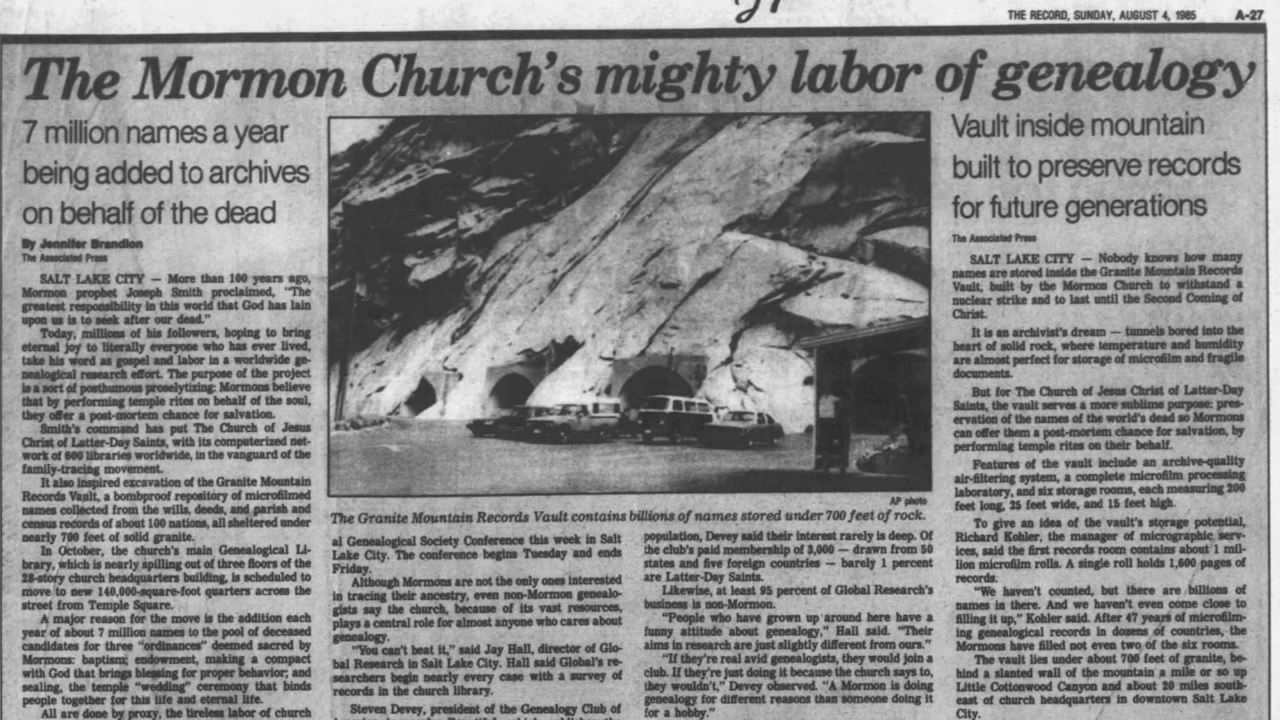 THE RECORD, SUNDAY, AUGUST 4, 1985 A-27
The Mormon Church's mighty labor of genealogy
7 million names a year
being added to archives
on behalf of the dead
By Jennifer Brandlon
The Associated Press
SALT LAKE CITY — More than 100 years ago,
Mormon prophet Joseph Smith proclaimed, "The
greatest responsibility in this world that God has lain
upon us is to seek after our dead."
Today, millions of his followers, hoping to bring
eternal joy to literally everyone who has ever lived,
take his word as gospel and labor in a worldwide ge-
nealogical research effort. The purpose of the project
is a sort of posthumous proselytizing: Mormons believe
that by performing temple rites on behalf of the soul,
they offer a post-mortem chance for salvation.
Smith's command has put The Church of Jesus
Christ of Latter-Day Saints, with its computerized net-
work of 600 libraries worldwide, in the vanguard of the
family-tracing movement.
It also inspired excavation of the Granite Mountain
Records Vault, a bombproof repository of microfilmed
names collected from the wills, deeds, and parish and
census records of about 100 nations, all sheltered under
nearly 700 feet of solid granite.
In October, the church's main Genealogical Li-
brary, which is nearly spilling out of three floors of the
28-story church headquarters building, is scheduled to
move to new 140,000-square-foot quarters across the
street from Temple Square.
A major reason for the move is the addition each
year of about 7 million names to the pool of deceased
candidates for three "ordinances" deemed sacred by
Mormons: baptism; endowment, making a compact
with God that brings blessing for proper behavior; and
sealing, the temple "wedding" ceremony that binds
people together for this life and eternal life.
All are done by proxy, the tireless labor of church
AP photo
The Granite Mountain Records Vault contains billions of names stored under 700 feet of rock.
al Genealogical Society Conference this week in Salt
Lake City. The conference begins Tuesday and ends
Friday.
Although Mormons are not the only ones interested
in tracing their ancestry, even non-Mormon genealo-
gists say the church, because of its vast resources,
plays a central role for almost anyone who cares about
genealogy.
"You can't beat it," said Jay Hall, director of Glo-
bal Research in Salt Lake City. Hall said Global's re-
searchers begin nearly every case with a survey of
records in the church library.
Steven Devey, president of the Genealogy Club of
population, Devey said their interest rarely is deep. Of
the club's paid membership of 3,000 — drawn from 50
states and five foreign countries — barely 1 percent
are Latter-Day Saints.
Likewise, at least 95 percent of Global Research's
business is non-Mormon.
"People who have grown up around here have a
funny attitude about genealogy," Hall said. "Their
aims in research are just slightly different from ours."
"If they're real avid genealogists, they would join a
club. If they're just doing it because the church says to,
they wouldn't," Devey observed. "A Mormon is doing
genealogy for different reasons than someone doing it
for a hobby."
Vault inside mountain
built to preserve records
for future generations
The Associated Press
SALT LAKE CITY — Nobody knows how many
names are stored inside the Granite Mountain Records
Vault, built by the Mormon Church to withstand a
nuclear strike and to last until the Second Coming of
Christ.
It is an archivist's dream — tunnels bored into the
heart of solid rock, where temperature and humidity
are almost perfect for storage of microfilm and fragile
documents.
But for The Church of Jesus Christ of Latter-Day
Saints, the vault serves a more sublime purpose: pres-
ervation of the names of the world's dead so Mormons
can offer them a post-mortem chance for salvation, by
performing temple rites on their behalf.
Features of the vault include an archive-quality
air-filtering system, a complete microfilm processing
laboratory, and six storage rooms, each measuring 200
feet long, 25 feet wide, and 15 feet high.
To give an idea of the vault's storage potential,
Richard Kohler, the manager of micrographic serv-
ices, said the first records room contains about 1 mil-
lion microfilm rolls. A single roll holds 1,600 pages of
records.
"We haven't counted, but there are billions of
names in there. And we haven't even come close to
filling it up," Kohler said. After 47 years of microfilm-
ing genealogical records in dozens of countries, the
Mormons have filled not even two of the six rooms.
The vault lies under about 700 feet of granite, be-
hind a slanted wall of the mountain a mile or so up
Little Cottonwood Canyon and about 20 miles south-
east of church headquarters in downtown Salt Lake
City.